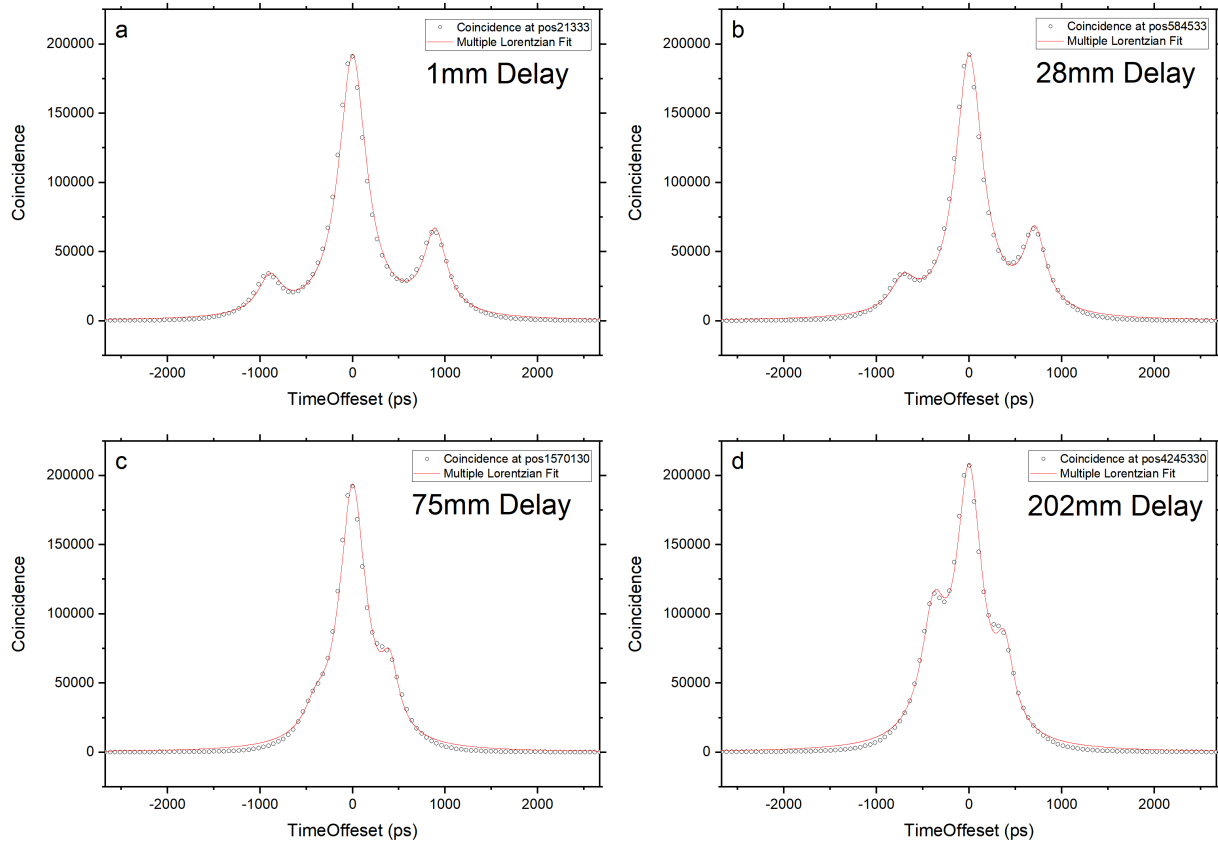 a
Coincidence at pos21333
Multiple Lorentzian Fit
1mm Delay
200000
150000
100000
50000
0
Coincidence
-2000 -1000 0 1000 2000
TimeOffeset (ps)
b
Coincidence at pos584533
Multiple Lorentzian Fit
28mm Delay
200000
150000
100000
50000
0
Coincidence
-2000 -1000 0 1000 2000
TimeOffeset (ps)
c
Coincidence at pos1570130
Multiple Lorentzian Fit
75mm Delay
200000
150000
100000
50000
0
Coincidence
-2000 -1000 0 1000 2000
TimeOffeset (ps)
d
Coincidence at pos4245330
Multiple Lorentzian Fit
202mm Delay
200000
150000
100000
50000
0
Coincidence
-2000 -1000 0 1000 2000
TimeOffeset (ps)